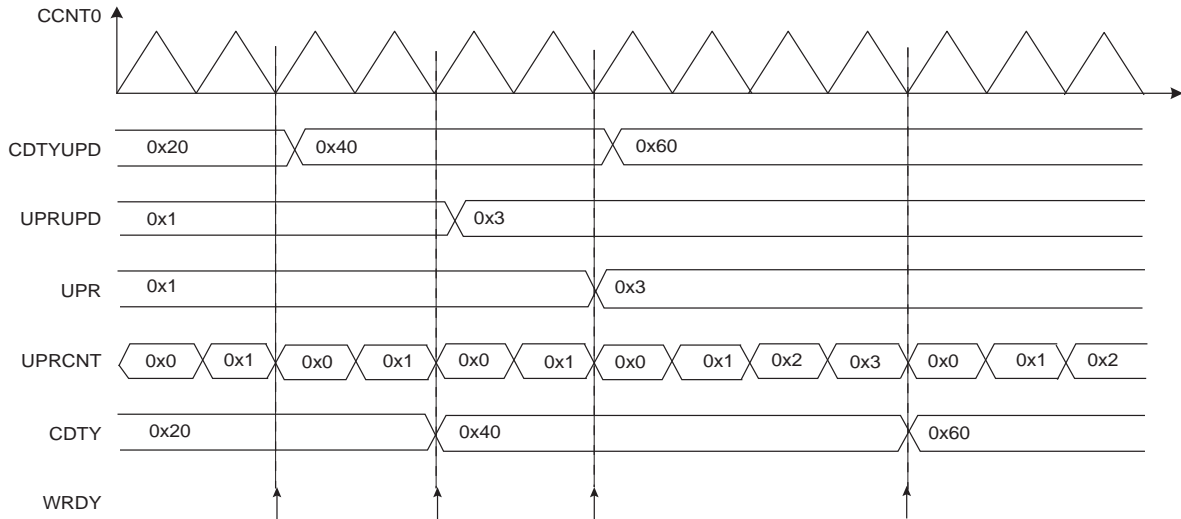 CCNT0
CDTYUPD 0x20 0x40 0x60
UPRUPD 0x1 0x3
UPR 0x1 0x3
UPRCNT 0x0 0x1 0x0 0x1 0x0 0x1 0x0 0x1 0x2 0x3 0x0 0x1 0x2
CDTY 0x20 0x40 0x60
WRDY